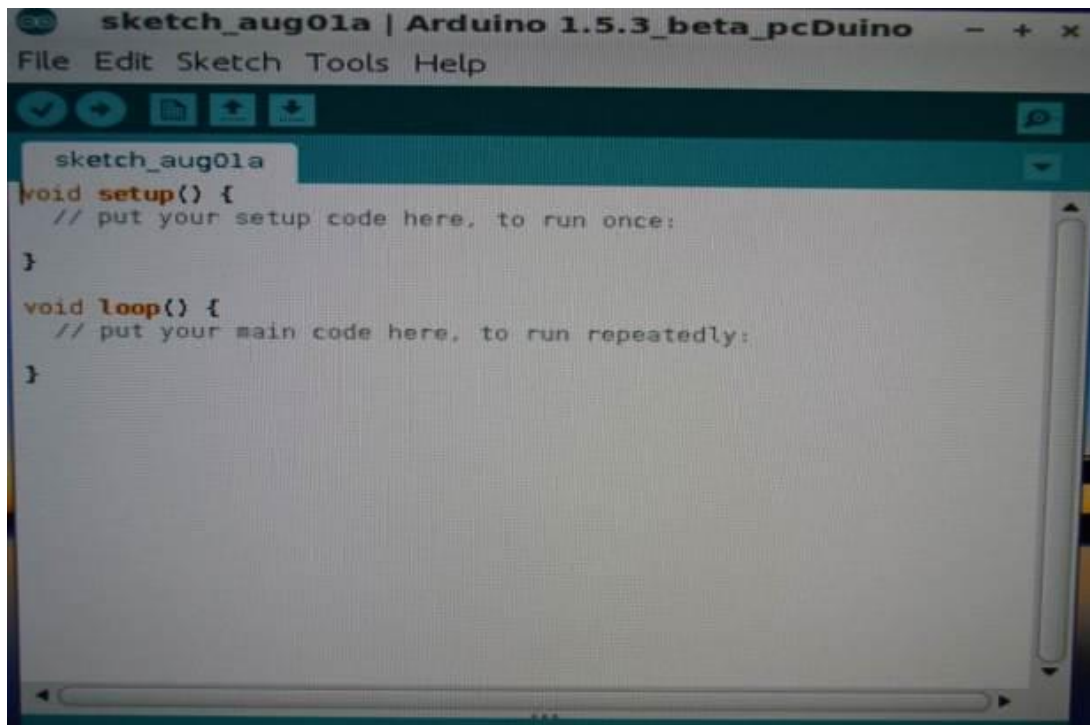 sketch_aug01a | Arduino 1.5.3_beta_pcDuino
File Edit Sketch Tools Help
sketch_aug01a
void setup() {
  // put your setup code here, to run once:
}
void loop() {
  // put your main code here, to run repeatedly:
}